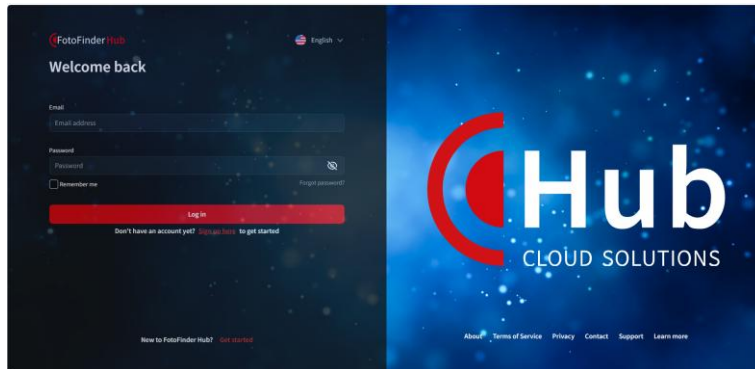 FotoFinder Hub
English
Welcome back
Email
Email address
Password
Password
Remember me
Forgot password?
Log in
Don't have an account yet? Sign up here to get started
New to FotoFinder Hub? Get started
Hub
CLOUD SOLUTIONS
About Terms of Service Privacy Contact Support Learn more